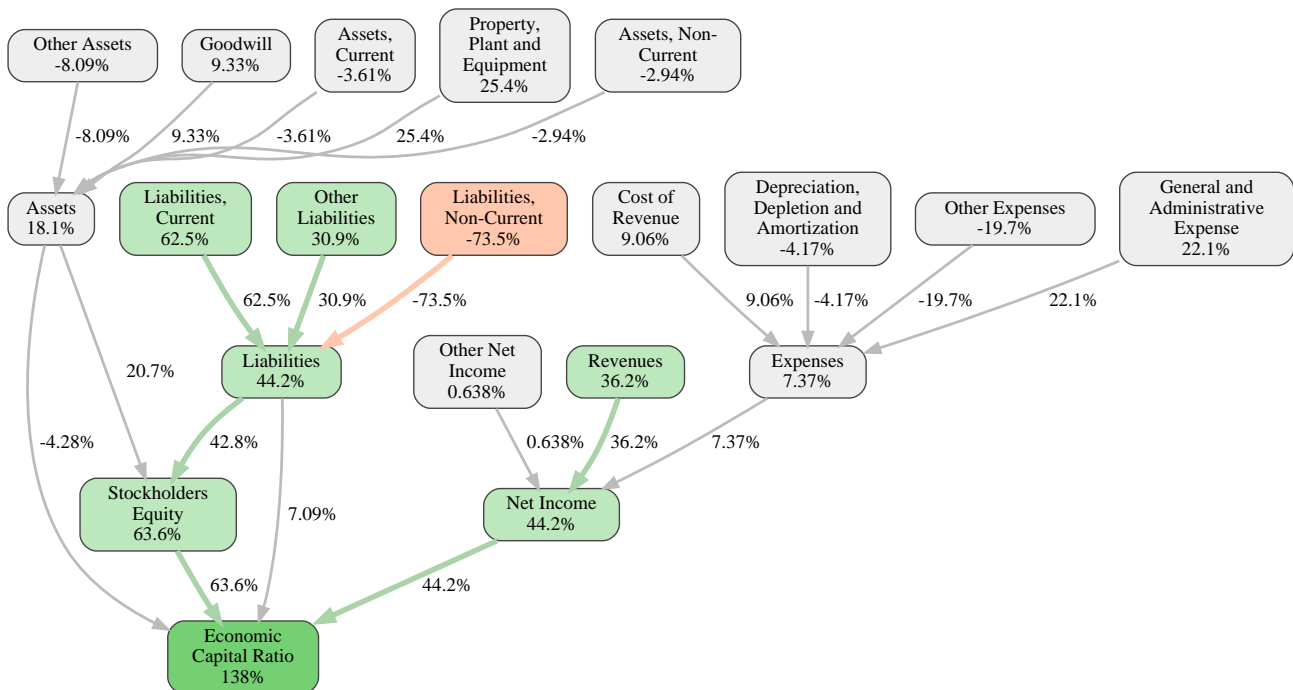 Other Assets
-8.09%
Goodwill
9.33%
Assets,
Current
-3.61%
Property,
Plant and
Equipment
25.4%
Assets, Non-
Current
-2.94%
-8.09%
9.33%
-3.61%
25.4%
-2.94%
Assets
18.1%
Liabilities,
Current
62.5%
Other
Liabilities
30.9%
Liabilities,
Non-Current
-73.5%
Cost of
Revenue
9.06%
Depreciation,
Depletion and
Amortization
-4.17%
Other Expenses
-19.7%
General and
Administrative
Expense
22.1%
62.5%
30.9%
-73.5%
9.06%
-4.17%
-19.7%
22.1%
20.7%
Liabilities
44.2%
Other Net
Income
0.638%
Revenues
36.2%
Expenses
7.37%
-4.28%
42.8%
0.638%
36.2%
7.37%
Stockholders
Equity
63.6%
7.09%
Net Income
44.2%
63.6%
44.2%
Economic
Capital Ratio
138%